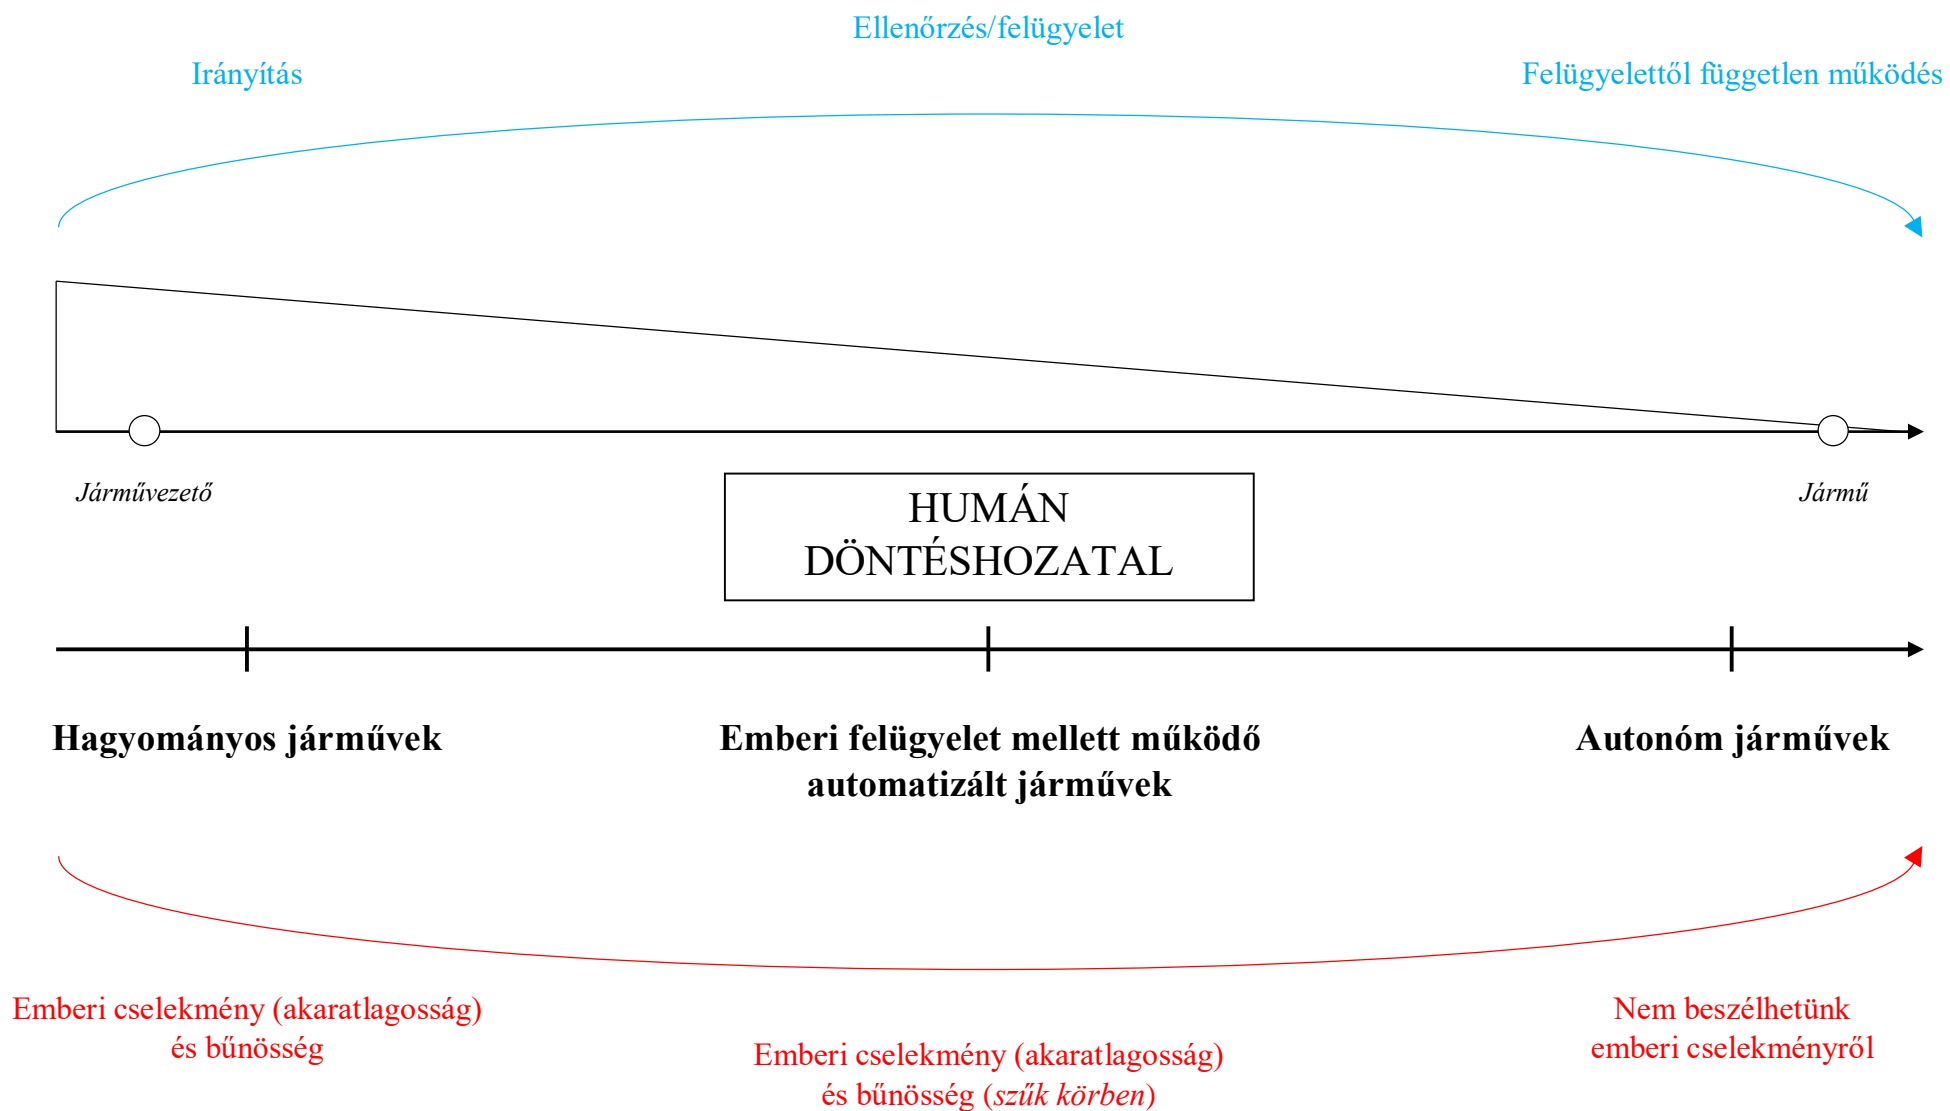 Ellenőrzés/felügyelet
Irányítás
Felügyelettől független működés
Járművezető
Jármű
HUMÁN
DÖNTÉSHOZATAL
Hagyományos járművek
Emberi felügyelet mellett működő
automatizált járművek
Autonóm járművek
Emberi cselekmény (akaratlagosság)
és bűnösség
Emberi cselekmény (akaratlagosság)
és bűnösség (szűk körben)
Nem beszélhetünk
emberi cselekményről